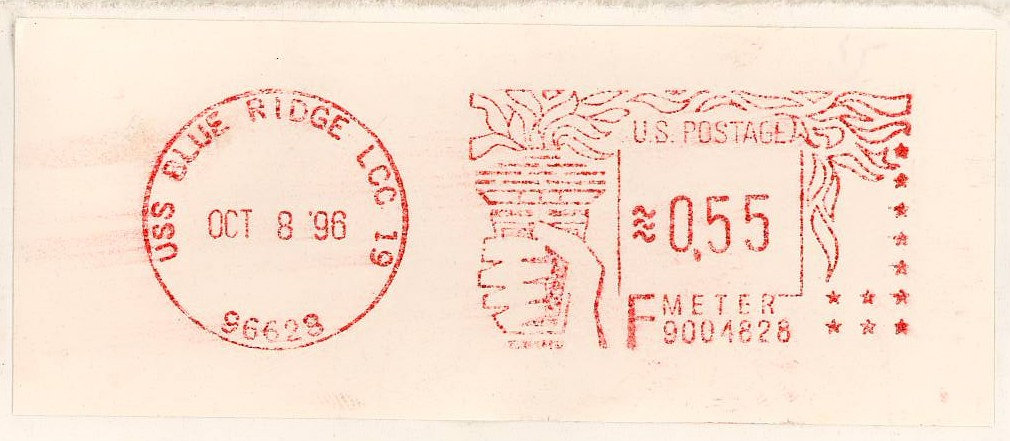 USS BLUE RIDGE LCC 19
OCT 8 '96
96628
U.S. POSTAGE
≈0.55
F METER
9004828